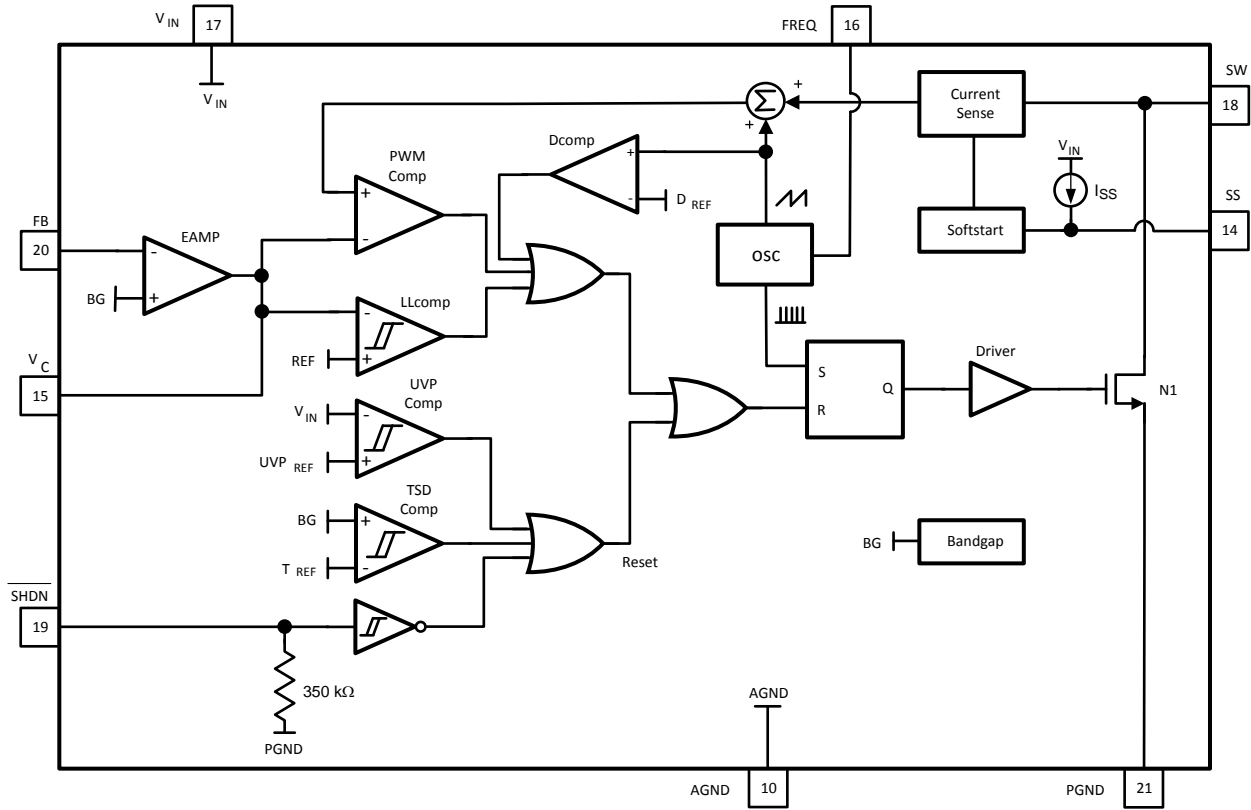 V IN
17
V IN
FREQ
16
SW
18
Current
Sense
Σ
+
+
Dcomp
+
-
D REF
V IN
I SS
SS
14
Softstart
PWM
Comp
+
-
FB
20
EAMP
-
+
BG
OSC
LLcomp
-
+
REF
V C
15
UVP
Comp
V IN
-
+
UVP REF
S
R
Q
Driver
N1
TSD
Comp
BG
+
-
T REF
Reset
BG
Bandgap
SHDN
19
350 kΩ
PGND
AGND
AGND
10
PGND
21